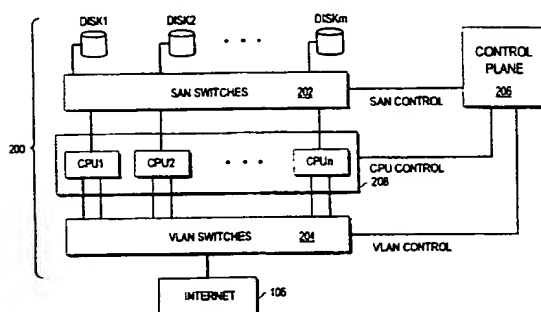 DISK1 DISK2 DISKm
CONTROL
PLANE
206
SAN SWITCHES 202
SAN CONTROL
200
CPU1 CPU2 CPUn
CPU CONTROL
208
VLAN SWITCHES 204
VLAN CONTROL
INTERNET 106